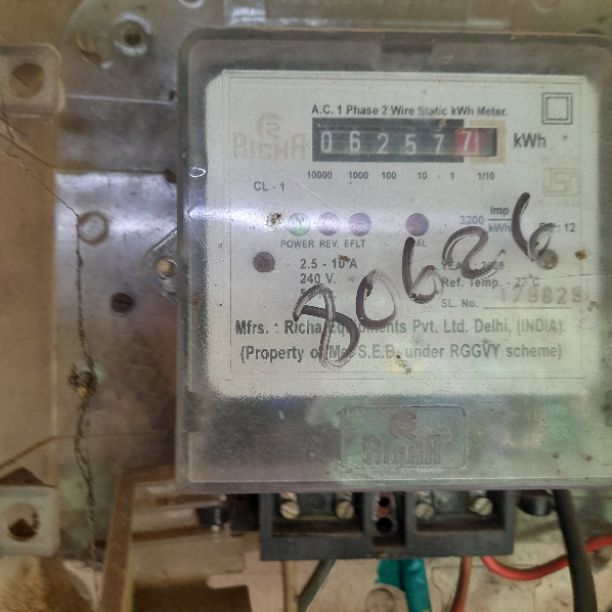 A.C. 1 Phase 2 Wire Static kWh Meter.
RICHA
0 6 2 5 7 7 kWh
10000 1000 100 10 1 1/10
CL - 1
3200 Imp/kWh
POWER REV. EFLT
2.5 - 10 A
240 V.
Ref. Temp. - 27°C
SL. No.
80626
Mfrs. : Richa Equipments Pvt. Ltd. Delhi, (INDIA).
(Property of M. S.E.B. under RGGVY scheme)
RICHA